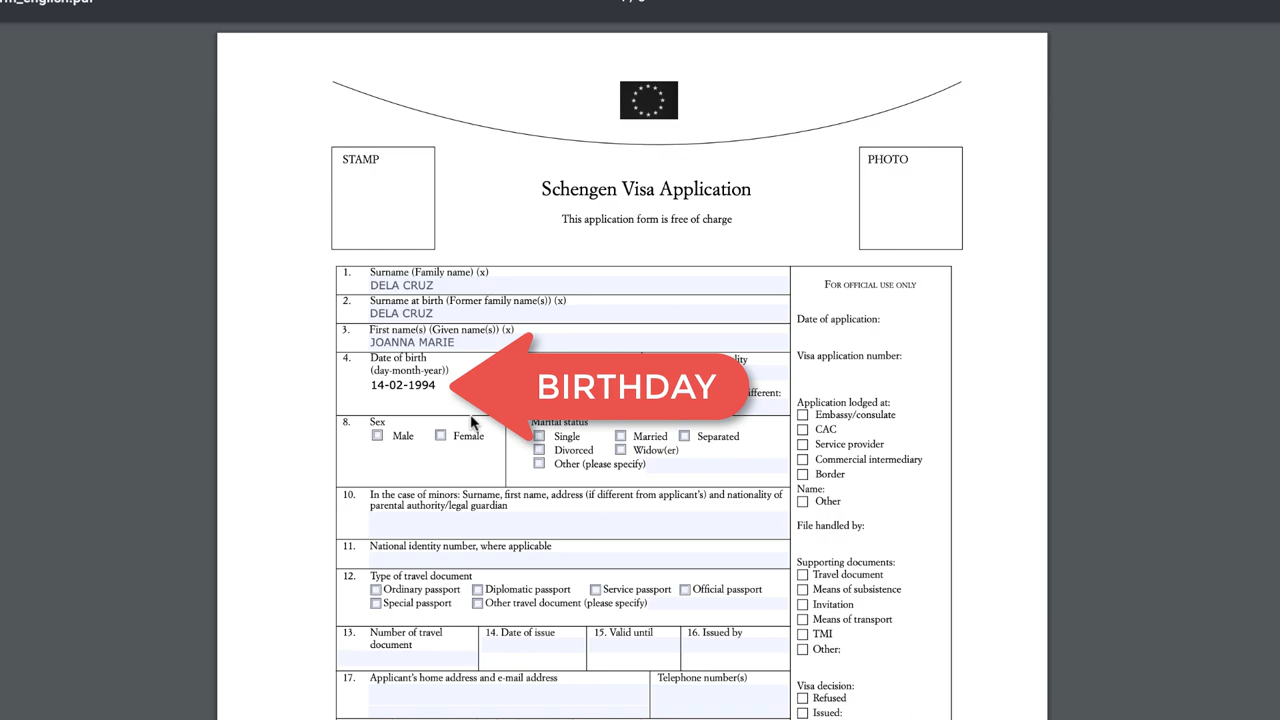 STAMP
PHOTO
Schengen Visa Application
This application form is free of charge
1. Surname (Family name) (x)
DELA CRUZ
2. Surname at birth (Former family name(s)) (x)
DELA CRUZ
3. First name(s) (Given name(s)) (x)
JOANNA MARIE
4. Date of birth
(day-month-year))
14-02-1994
BIRTHDAY
8. Sex
Male Female
Marital status
Single Married Separated
Divorced Widow(er)
Other (please specify)
10. In the case of minors: Surname, first name, address (if different from applicant's) and nationality of
parental authority/legal guardian
11. National identity number, where applicable
12. Type of travel document
Ordinary passport Diplomatic passport Service passport Official passport
Special passport Other travel document (please specify)
13. Number of travel
document
14. Date of issue
15. Valid until
16. Issued by
17. Applicant's home address and e-mail address
Telephone number(s)
FOR OFFICIAL USE ONLY
Date of application:
Visa application number:
Application lodged at:
Embassy/consulate
CAC
Service provider
Commercial intermediary
Border
Name:
Other
File handled by:
Supporting documents:
Travel document
Means of subsistence
Invitation
Means of transport
TMI
Other:
Visa decision:
Refused
Issued: